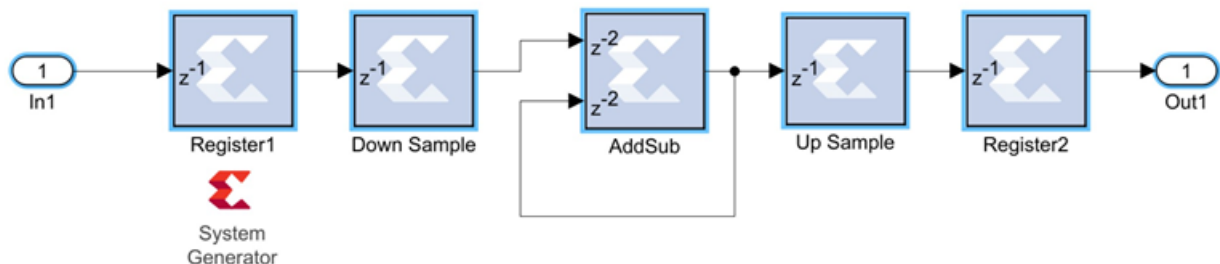 1
In1
z-1
Register1
z-1
Down Sample
z-2
z-2
AddSub
z-1
Up Sample
z-1
Register2
1
Out1
System
Generator